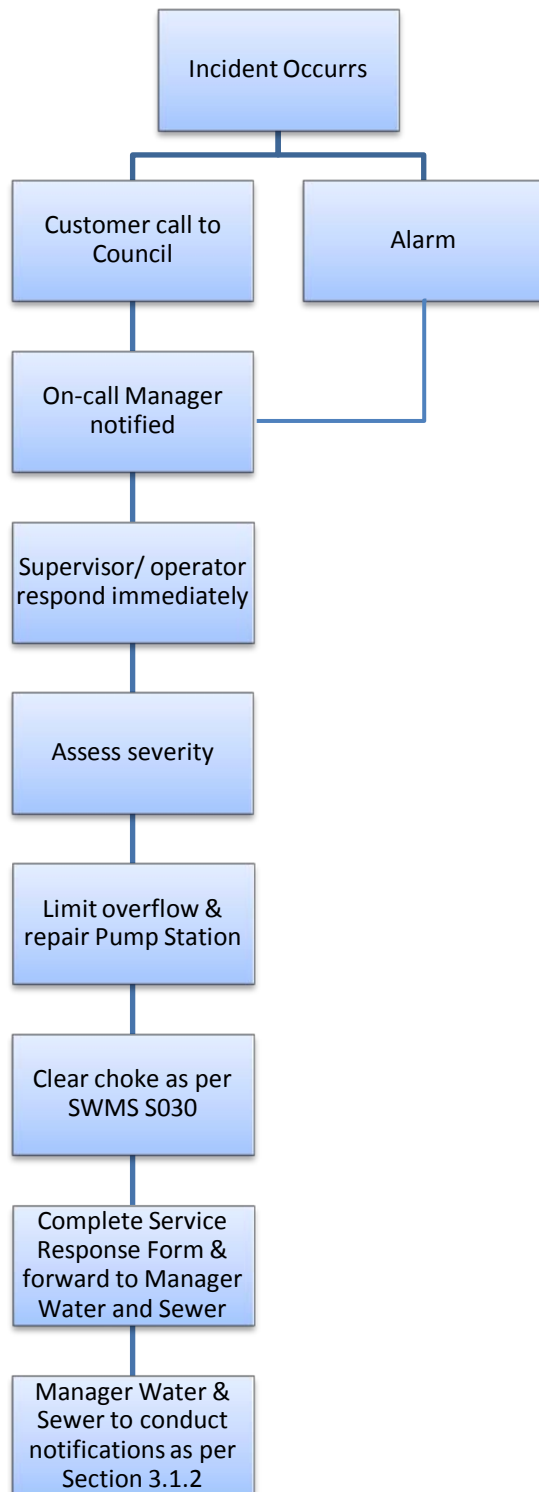 Incident Occurrs
Customer call to
Council
Alarm
On-call Manager
notified
Supervisor/ operator
respond immediately
Assess severity
Limit overflow &
repair Pump Station
Clear choke as per
SWMS S030
Complete Service
Response Form &
forward to Manager
Water and Sewer
Manager Water &
Sewer to conduct
notifications as per
Section 3.1.2